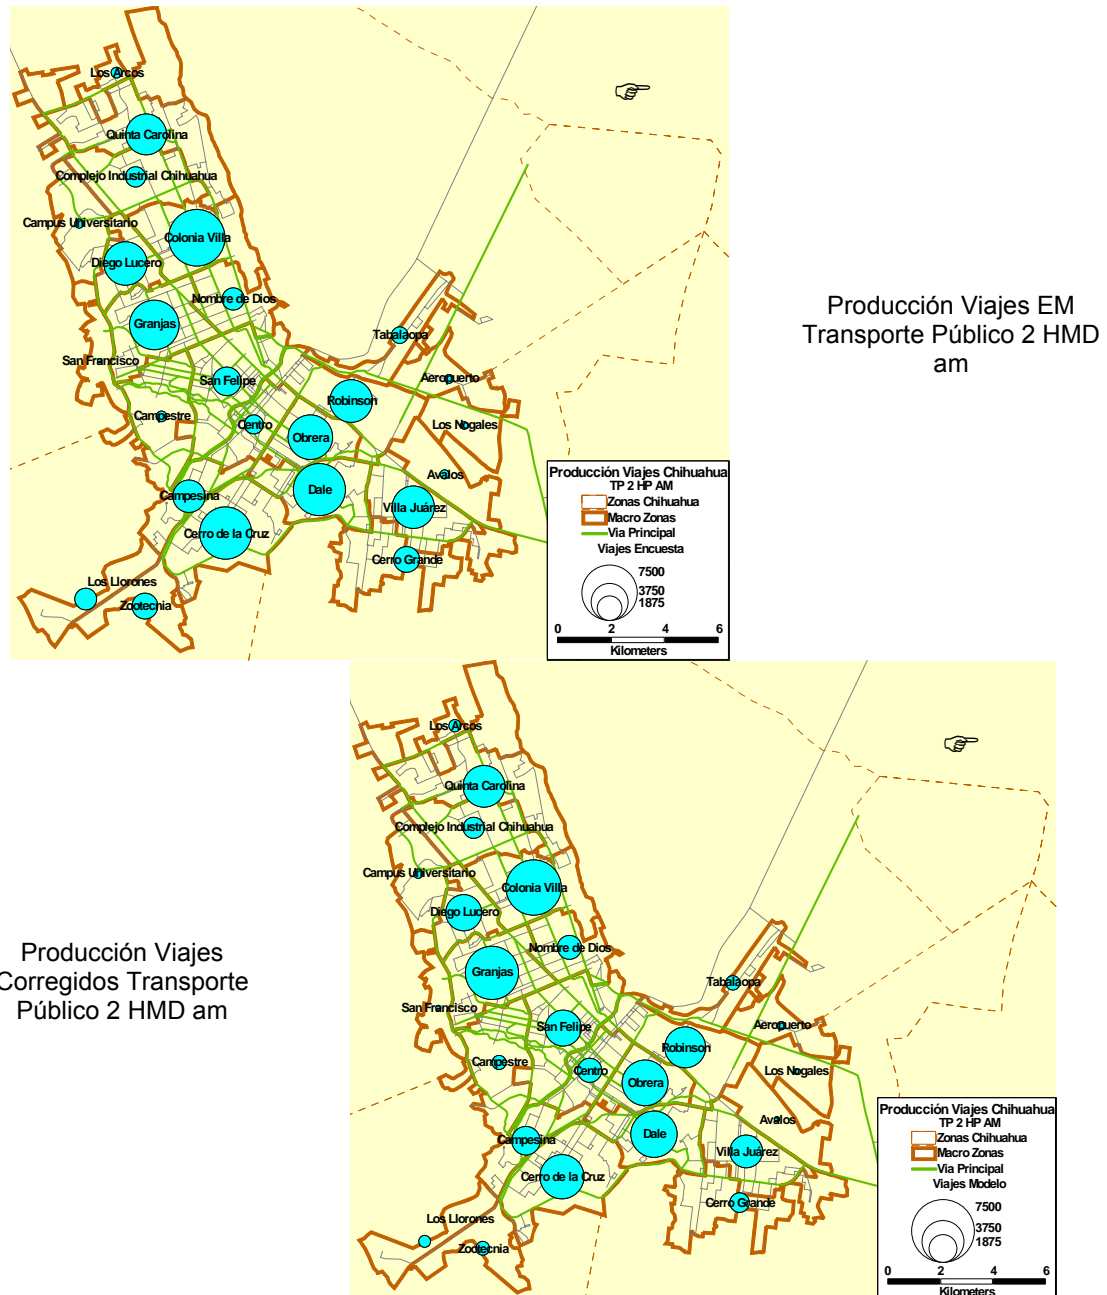 Los Arcos
Quinta Carolina
Complejo Industrial Chihuahua
Campus Universitario
Colonia Villa
Diego Lucero
Nombre de Dios
Granjas
Tabalaopa
San Francisco
San Felipe
Aeropuerto
Robinson
Campestre
Centro
Los Nogales
Obrera
Avalos
Dale
Campesina
Villa Juárez
Cerro de la Cruz
Cerro Grande
Los Llorones
Zootecnia
Producción Viajes Chihuahua
TP 2 HP AM
Zonas Chihuahua
Macro Zonas
Via Principal
Viajes Encuesta
7500
3750
1875
0 2 4 6
Kilometers
Producción Viajes EM
Transporte Público 2 HMD
am
Producción Viajes
Corregidos Transporte
Público 2 HMD am
Los Arcos
Quinta Carolina
Complejo Industrial Chihuahua
Campus Universitario
Colonia Villa
Diego Lucero
Nombre de Dios
Granjas
Tabalaopa
San Francisco
San Felipe
Aeropuerto
Robinson
Campestre
Centro
Los Nogales
Obrera
Avalos
Dale
Campesina
Villa Juárez
Cerro de la Cruz
Cerro Grande
Los Llorones
Zootecnia
Producción Viajes Chihuahua
TP 2 HP AM
Zonas Chihuahua
Macro Zonas
Via Principal
Viajes Modelo
7500
3750
1875
0 2 4 6
Kilometers